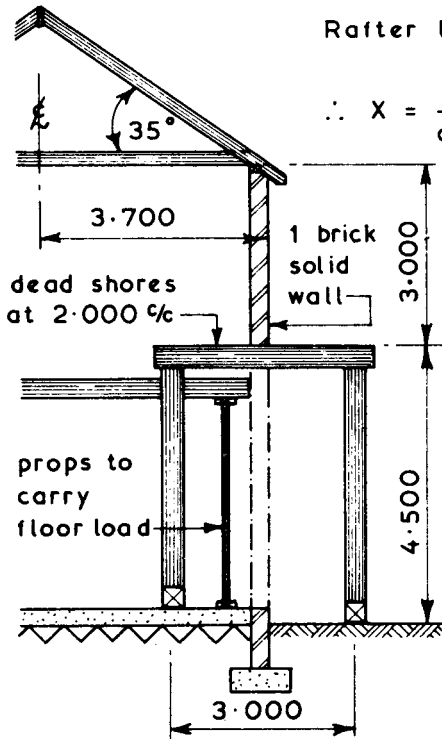 Rafter
∴ X =
℄
35°
3·700
1 brick
solid
wall
3·000
dead shores
at 2·000 c/c
props to
carry
floor load
4·500
3·000